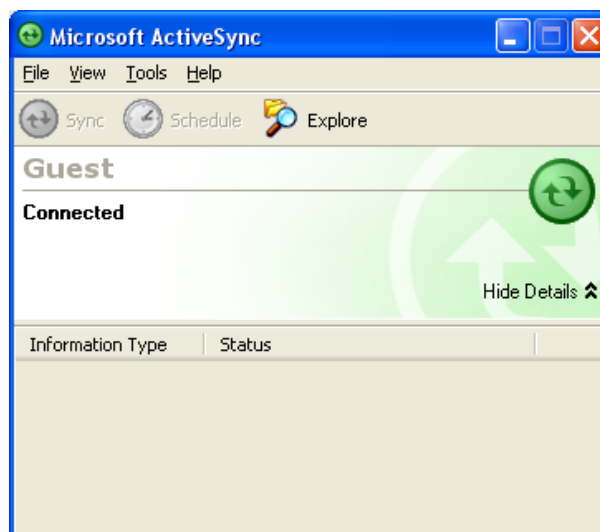 Microsoft ActiveSync
File View Tools Help
Sync Schedule Explore
Guest
Connected
Hide Details
Information Type Status